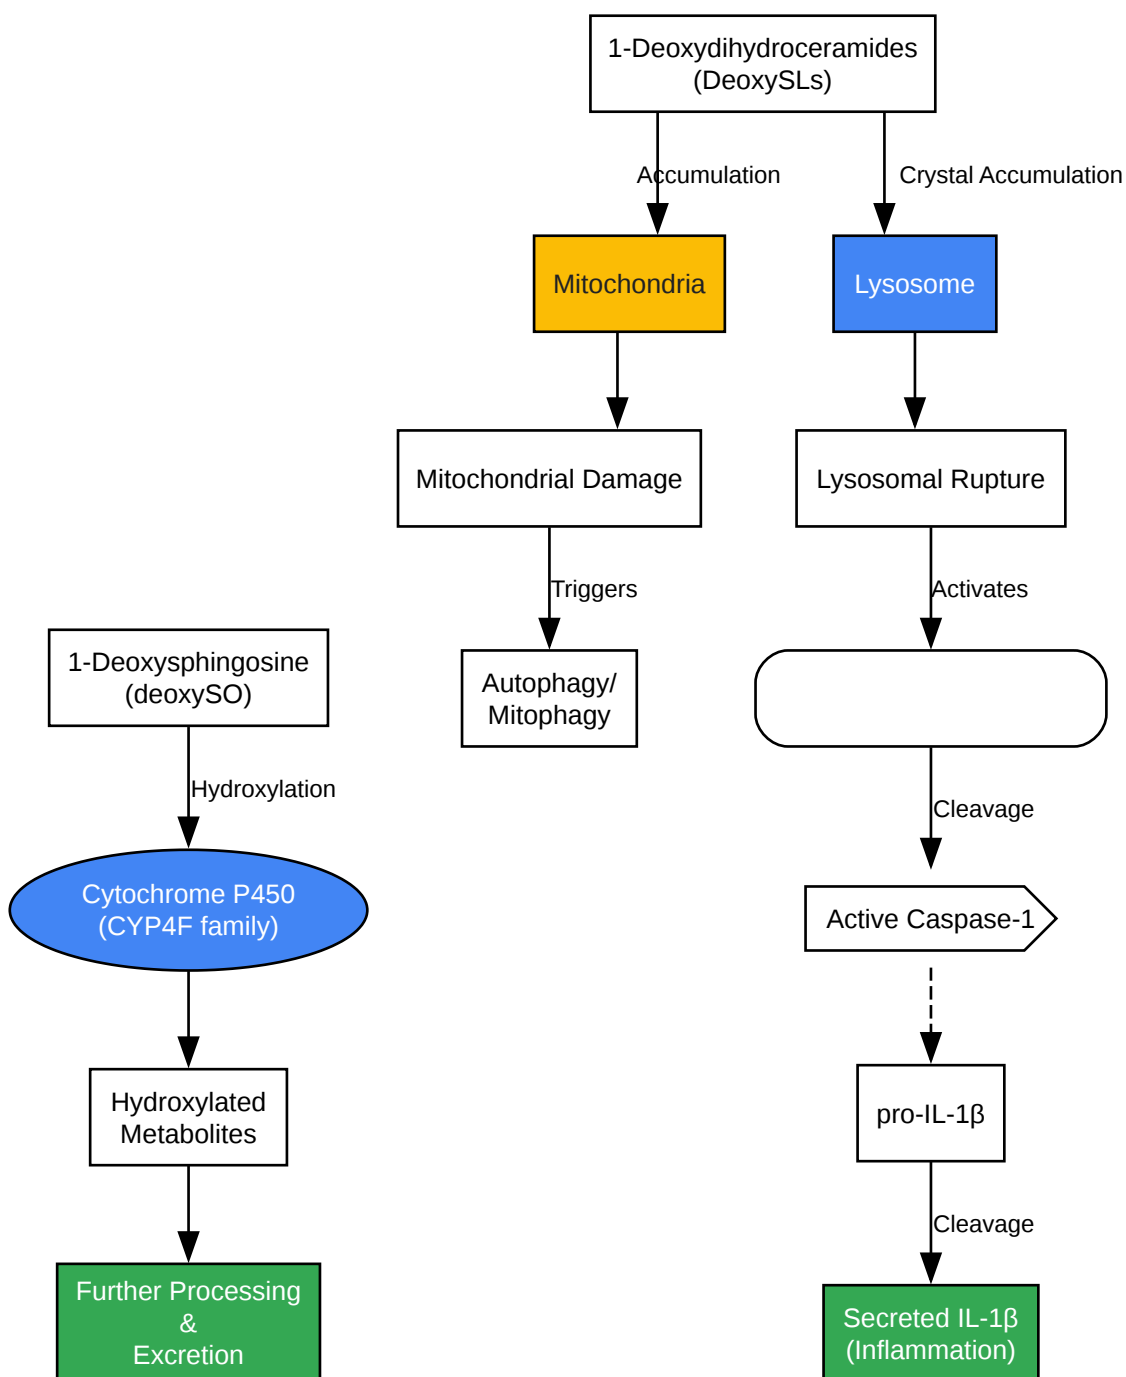 1-Deoxydihydroceramides
(DeoxySLs)
Accumulation
Crystal Accumulation
Mitochondria
Lysosome
Mitochondrial Damage
Lysosomal Rupture
Triggers
Activates
1-Deoxysphingosine
(deoxySO)
Autophagy/
Mitophagy
Hydroxylation
Cleavage
Cytochrome P450
(CYP4F family)
Active Caspase-1
Hydroxylated
Metabolites
pro-IL-1β
Cleavage
Further Processing
&
Excretion
Secreted IL-1β
(Inflammation)